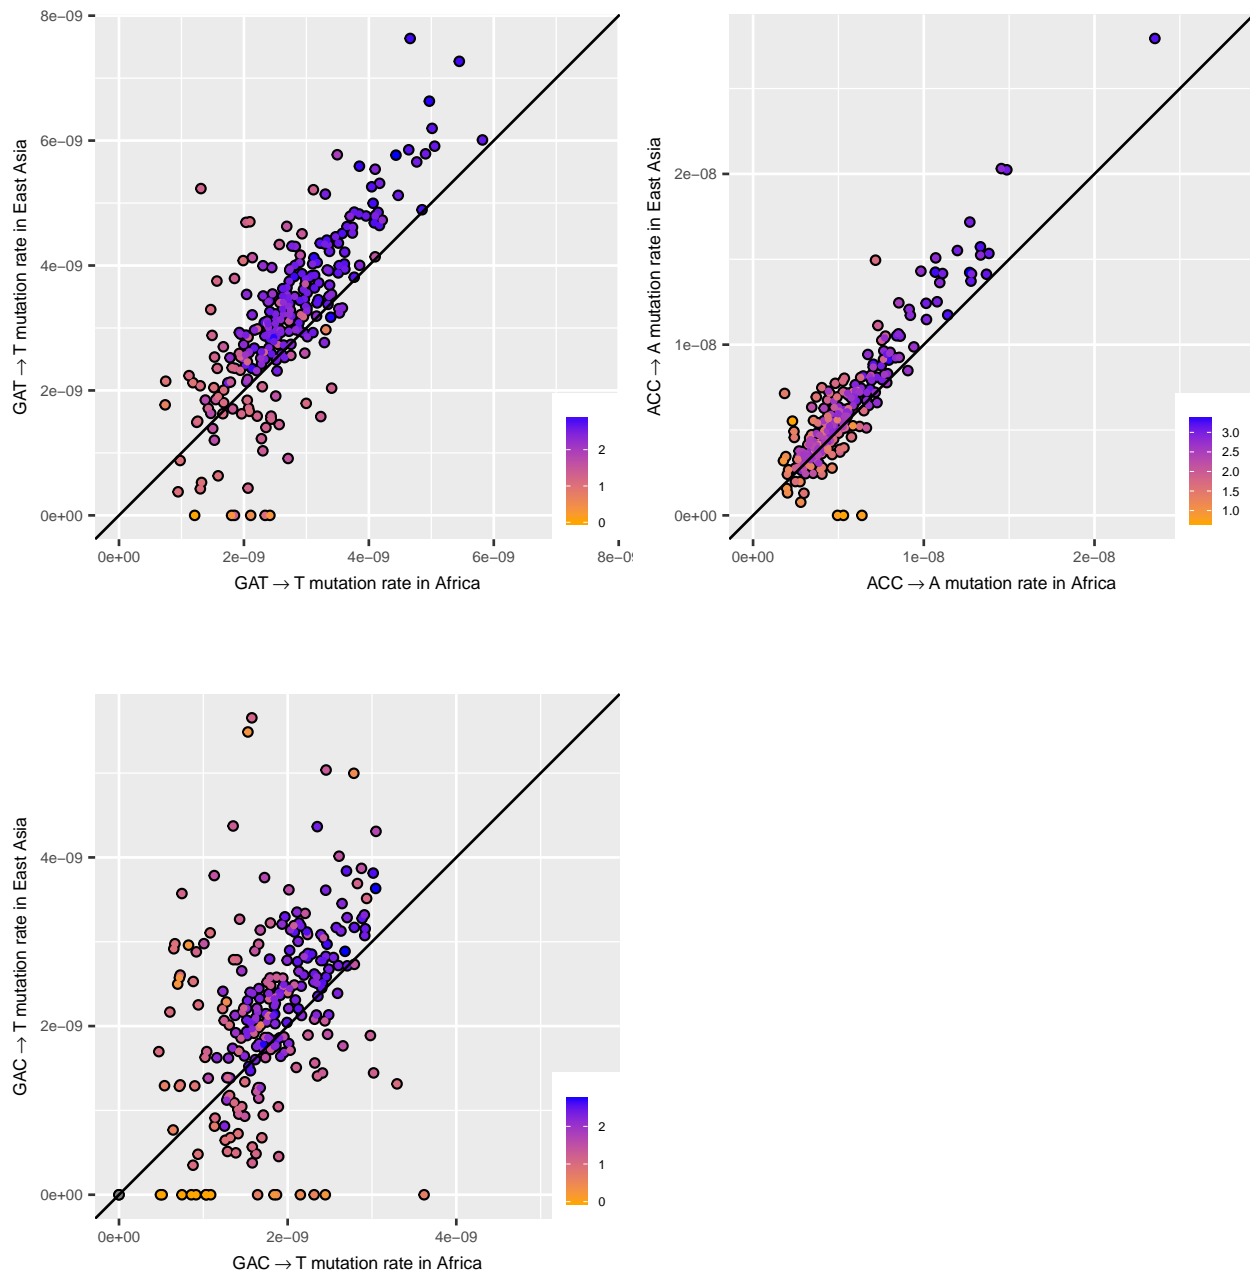 8e−09
6e−09
4e−09
2e−09
0e+00
GAT → T mutation rate in East Asia
0e+00 2e−09 4e−09 6e−09 8e−0
GAT → T mutation rate in Africa
2
1
0
2e−08
1e−08
0e+00
ACC → A mutation rate in East Asia
0e+00 1e−08 2e−08
ACC → A mutation rate in Africa
3.0
2.5
2.0
1.5
1.0
4e−09
2e−09
0e+00
GAC → T mutation rate in East Asia
0e+00 2e−09 4e−09
GAC → T mutation rate in Africa
2
1
0